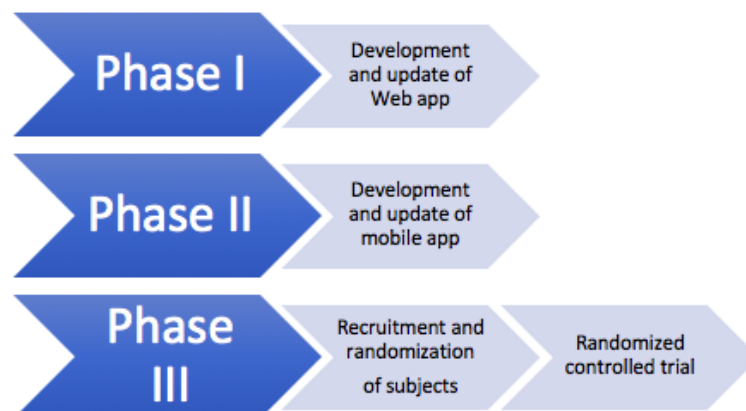 Phase I
Development
and update of
Web app
Phase II
Development
and update of
mobile app
Phase
III
Recruitment and
randomization
of subjects
Randomized
controlled trial